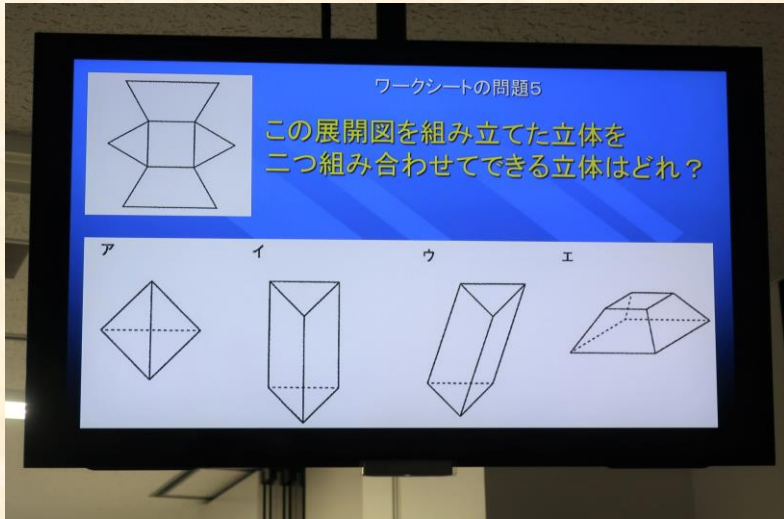 ワークシートの問題5
この展開図を組み立てた立体を
二つ組み合わせてできる立体はどれ？
ア
イ
ウ
エ